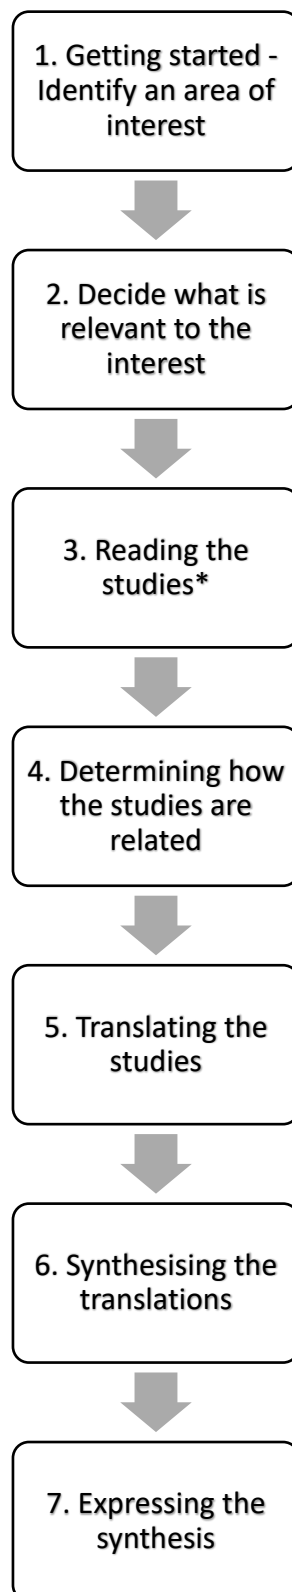 1. Getting started -
Identify an area of
interest
2. Decide what is
relevant to the
interest
3. Reading the
studies*
4. Determining how
the studies are
related
5. Translating the
studies
6. Synthesising the
translations
7. Expressing the
synthesis